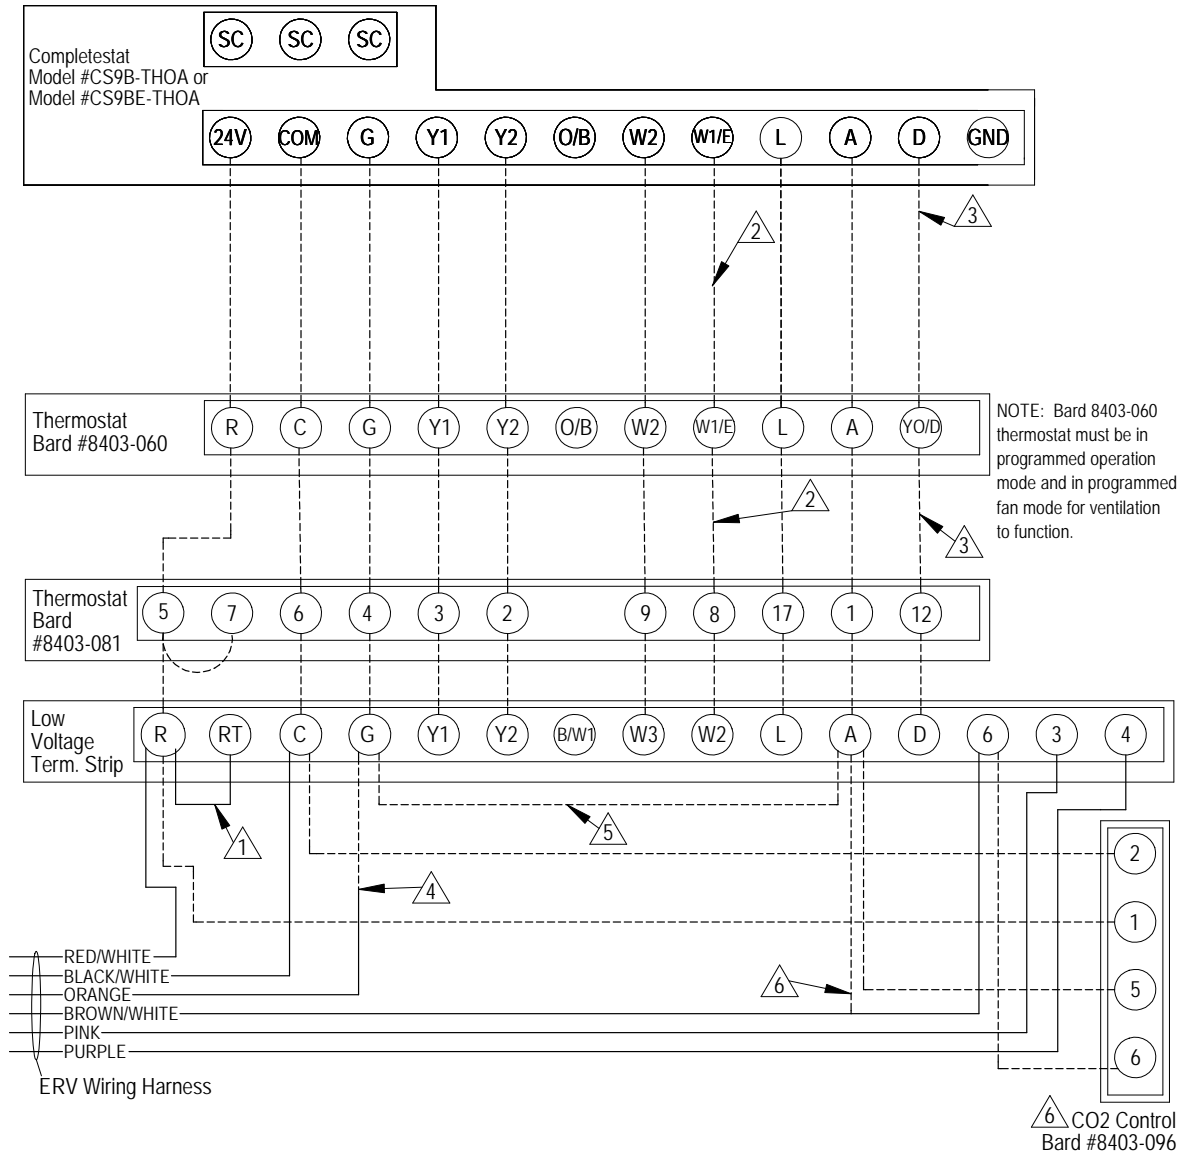 SC SC SC
Completestat
Model #CS9B-THOA or
Model #CS9BE-THOA
24V COM G Y1 Y2 O/B W2 W1/E L A D GND
3
2
Thermostat
Bard #8403-060
R C G Y1 Y2 O/B W2 W1/E L A YO/D
NOTE: Bard 8403-060
thermostat must be in
programmed operation
mode and in programmed
fan mode for ventilation
to function.
2
3
Thermostat
Bard
#8403-081
5 7 6 4 3 2 9 8 17 1 12
Low
Voltage
Term. Strip
R RT C G Y1 Y2 B/W1 W3 W2 L A D 6 3 4
1
5
2
4
1
RED/WHITE
BLACK/WHITE
ORANGE
BROWN/WHITE
PINK
PURPLE
6
5
6
ERV Wiring Harness
6 CO2 Control
Bard #8403-096